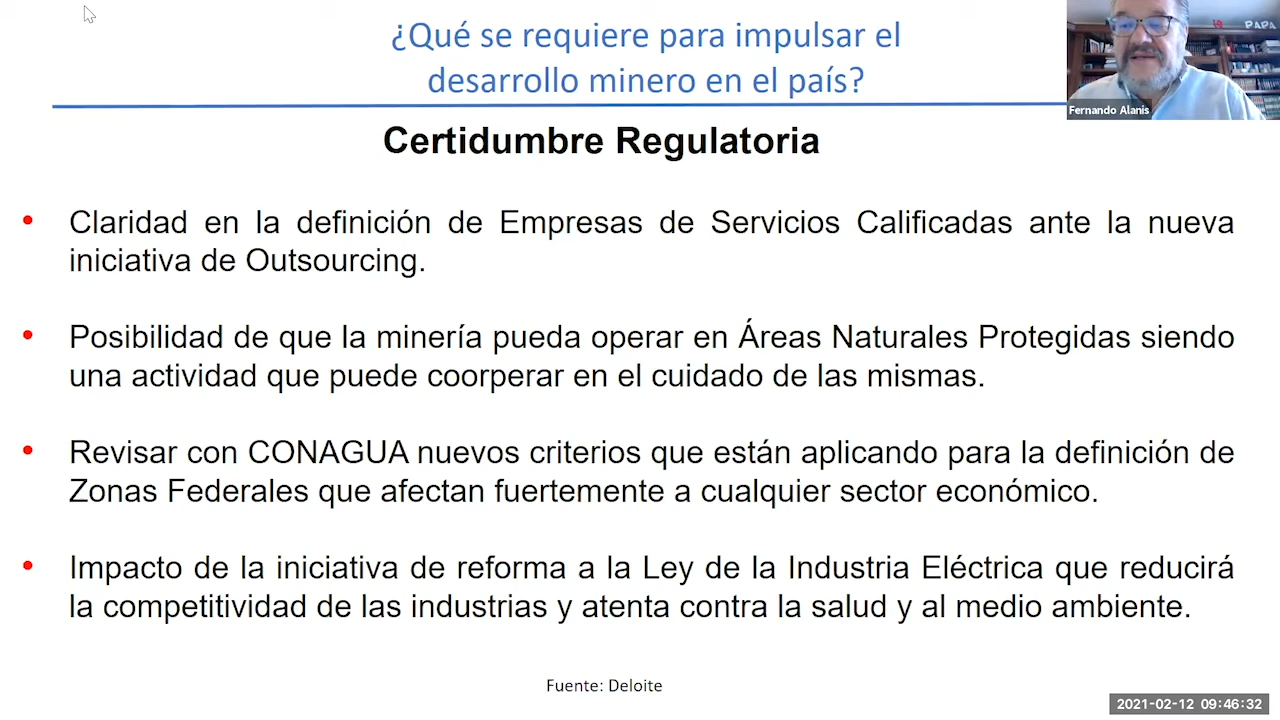 ¿Qué se requiere para impulsar el
desarrollo minero en el país?
PAPA
Fernando Alanis
Certidumbre Regulatoria
• Claridad en la definición de Empresas de Servicios Calificadas ante la nueva
iniciativa de Outsourcing.
• Posibilidad de que la minería pueda operar en Áreas Naturales Protegidas siendo
una actividad que puede coorperar en el cuidado de las mismas.
• Revisar con CONAGUA nuevos criterios que están aplicando para la definición de
Zonas Federales que afectan fuertemente a cualquier sector económico.
• Impacto de la iniciativa de reforma a la Ley de la Industria Eléctrica que reducirá
la competitividad de las industrias y atenta contra la salud y al medio ambiente.
Fuente: Deloite
2021-02-12 09:46:32